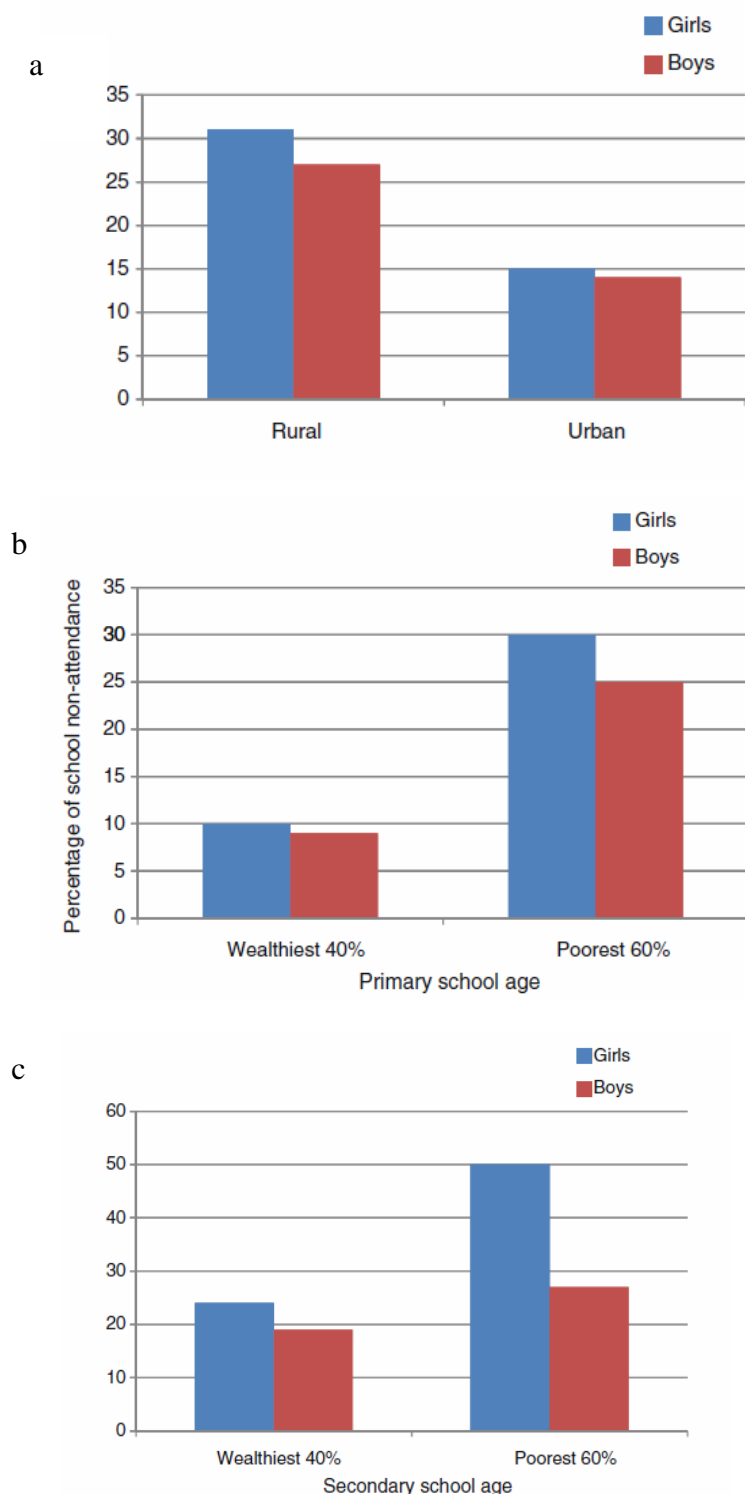 Girls
a
Boys
35
30
25
20
15
10
5
0
Rural Urban
Girls
b
Boys
35
30
25
20
15
10
5
0
Percentage of school non-attendance
Wealthiest 40% Poorest 60%
Primary school age
Girls
c
Boys
60
50
40
30
20
10
0
Wealthiest 40% Poorest 60%
Secondary school age